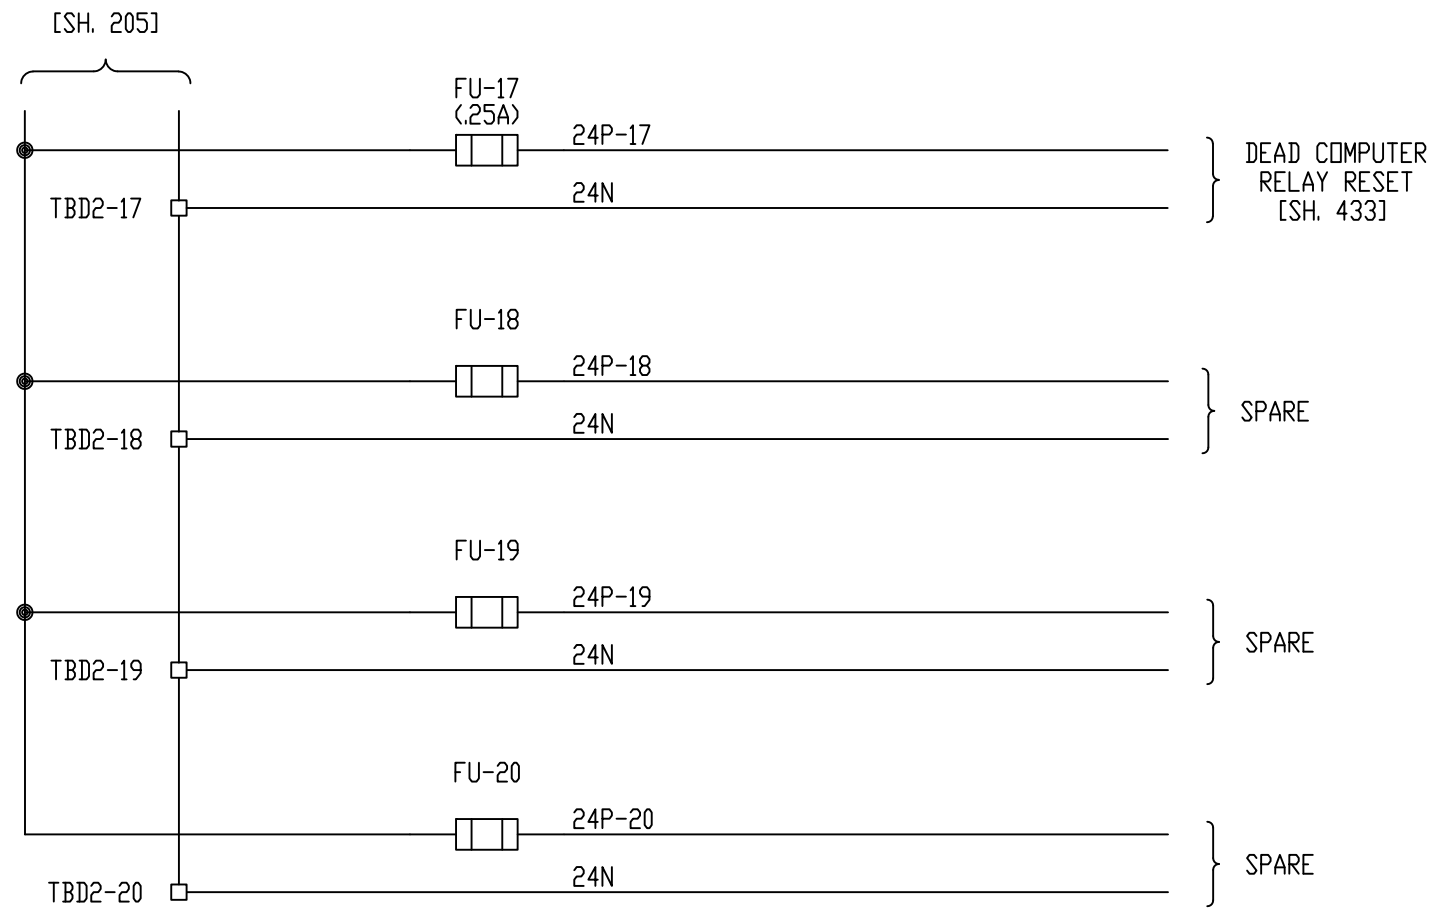 [SH. 205]
FU-17
(.25A)
24P-17
DEAD COMPUTER
RELAY RESET
[SH. 433]
TBD2-17
24N
FU-18
24P-18
SPARE
TBD2-18
24N
FU-19
24P-19
SPARE
TBD2-19
24N
FU-20
24P-20
SPARE
TBD2-20
24N